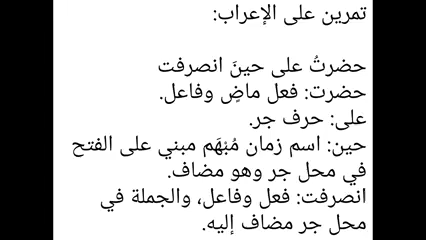 تمرين على الإعراب:
حضرتُ على حينَ انصرفت
حضرت: فعل ماضٍ وفاعل.
على: حرف جر.
حين: اسم زمان مُبْهَم مبني على الفتح
في محل جر وهو مضاف.
انصرفت: فعل وفاعل، والجملة في
محل جر مضاف إليه.